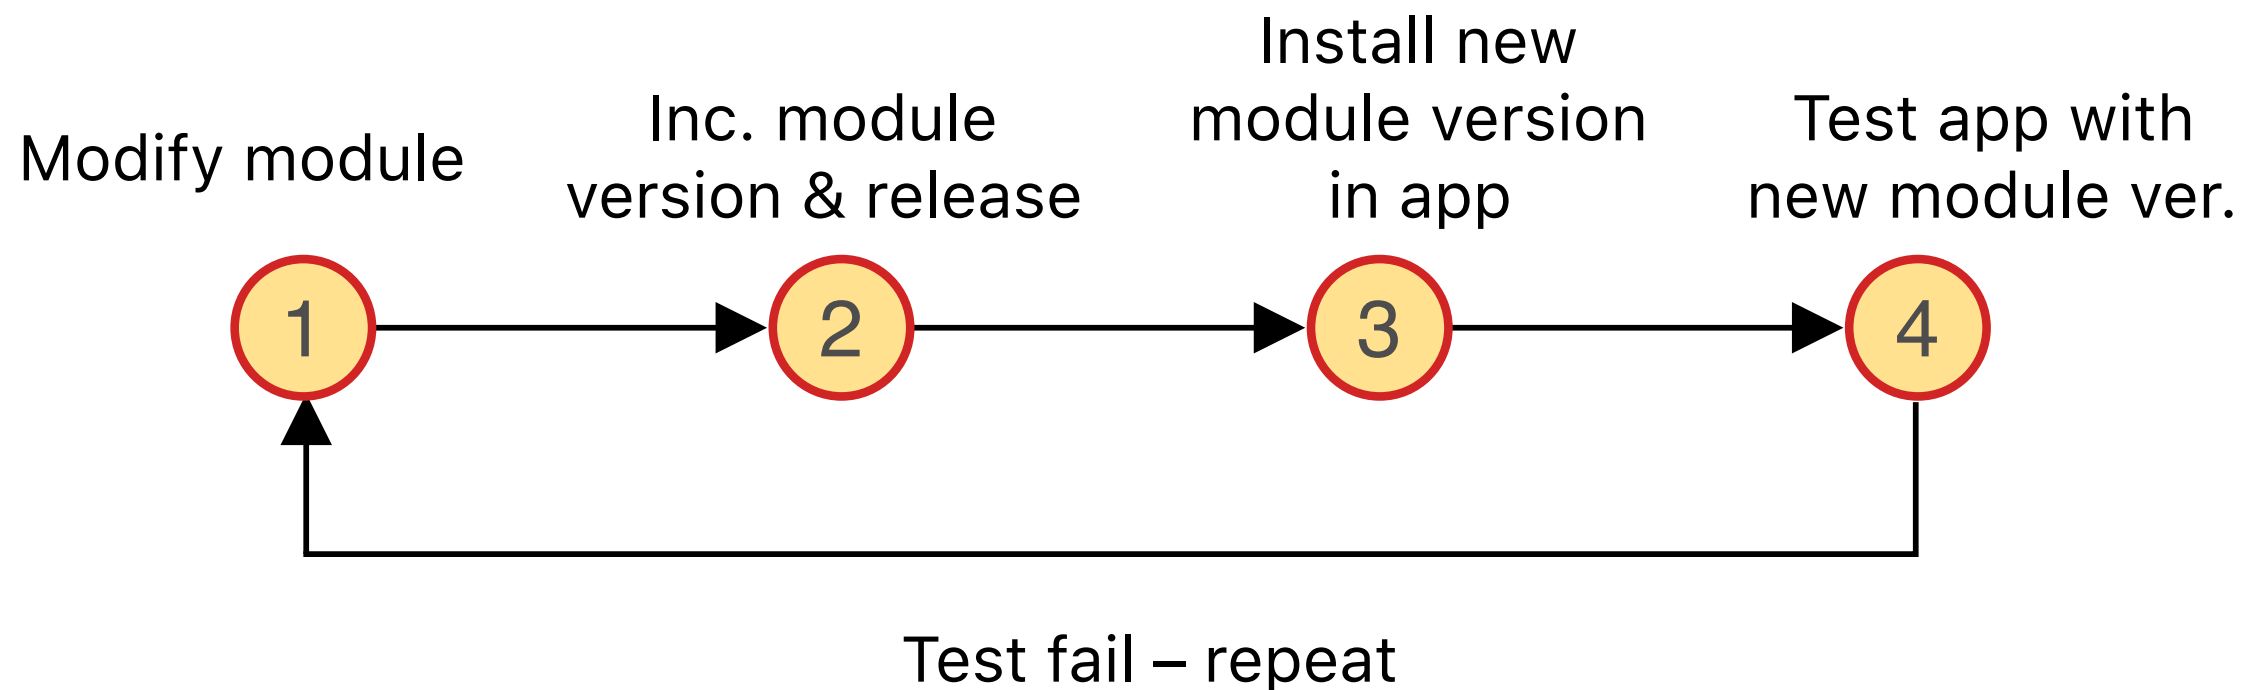 Modify module
Inc. module
version & release
Install new
module version
in app
Test app with
new module ver.
1
2
3
4
Test fail – repeat